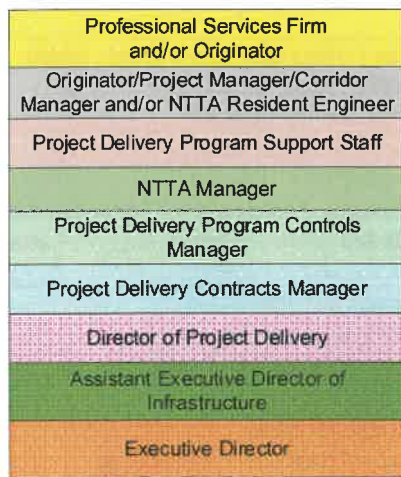 Professional Services Firm
and/or Originator
Originator/Project Manager/Corridor
Manager and/or NTTA Resident Engineer
Project Delivery Program Support Staff
NTTA Manager
Project Delivery Program Controls
Manager
Project Delivery Contracts Manager
Director of Project Delivery
Assistant Executive Director of
Infrastructure
Executive Director